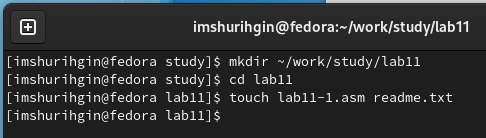 imshurihgin@fedora:~/work/study/lab11
[imshurihgin@fedora study]$ mkdir ~/work/study/lab11
[imshurihgin@fedora study]$ cd lab11
[imshurihgin@fedora lab11]$ touch lab11-1.asm readme.txt
[imshurihgin@fedora lab11]$